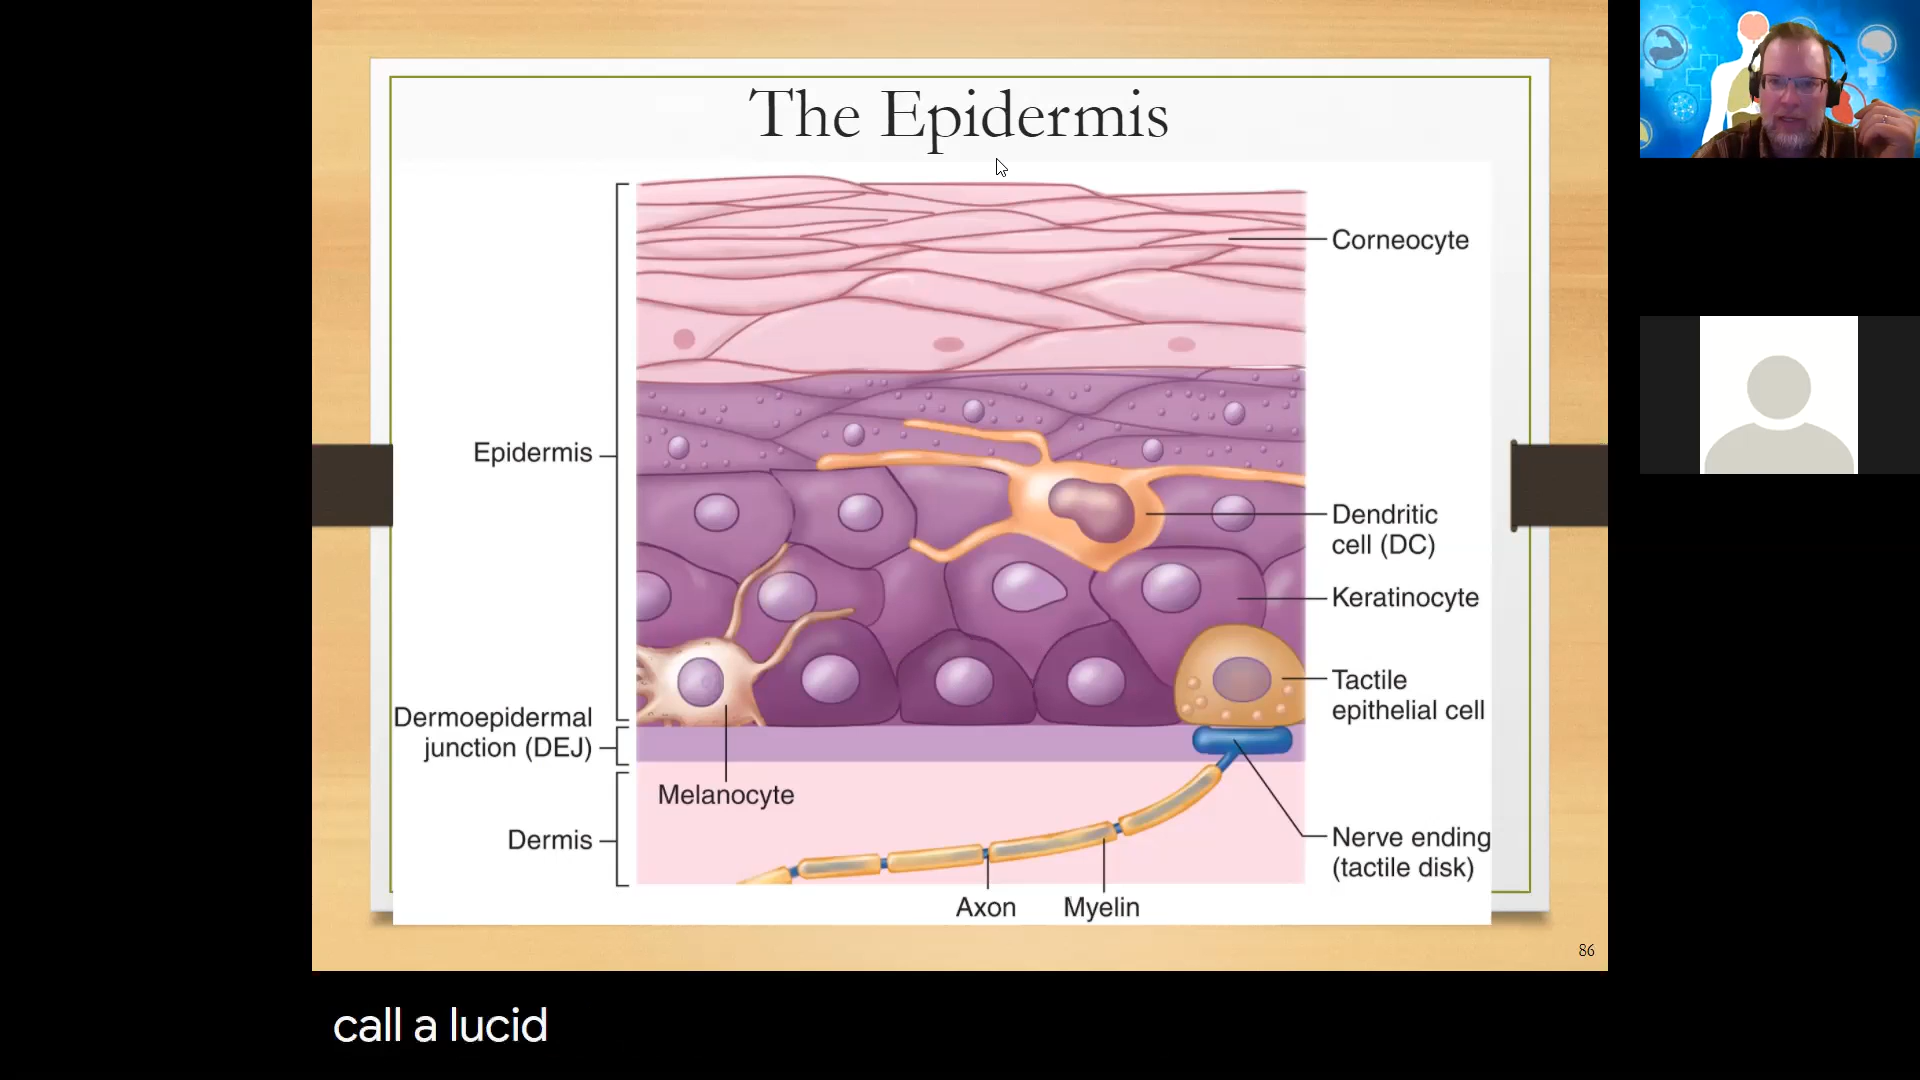 The Epidermis
Corneocyte
Epidermis
Dendritic
cell (DC)
Keratinocyte
Tactile
epithelial cell
Dermoepidermal
junction (DEJ)
Melanocyte
Dermis
Nerve ending
(tactile disk)
Axon
Myelin
86
call a lucid